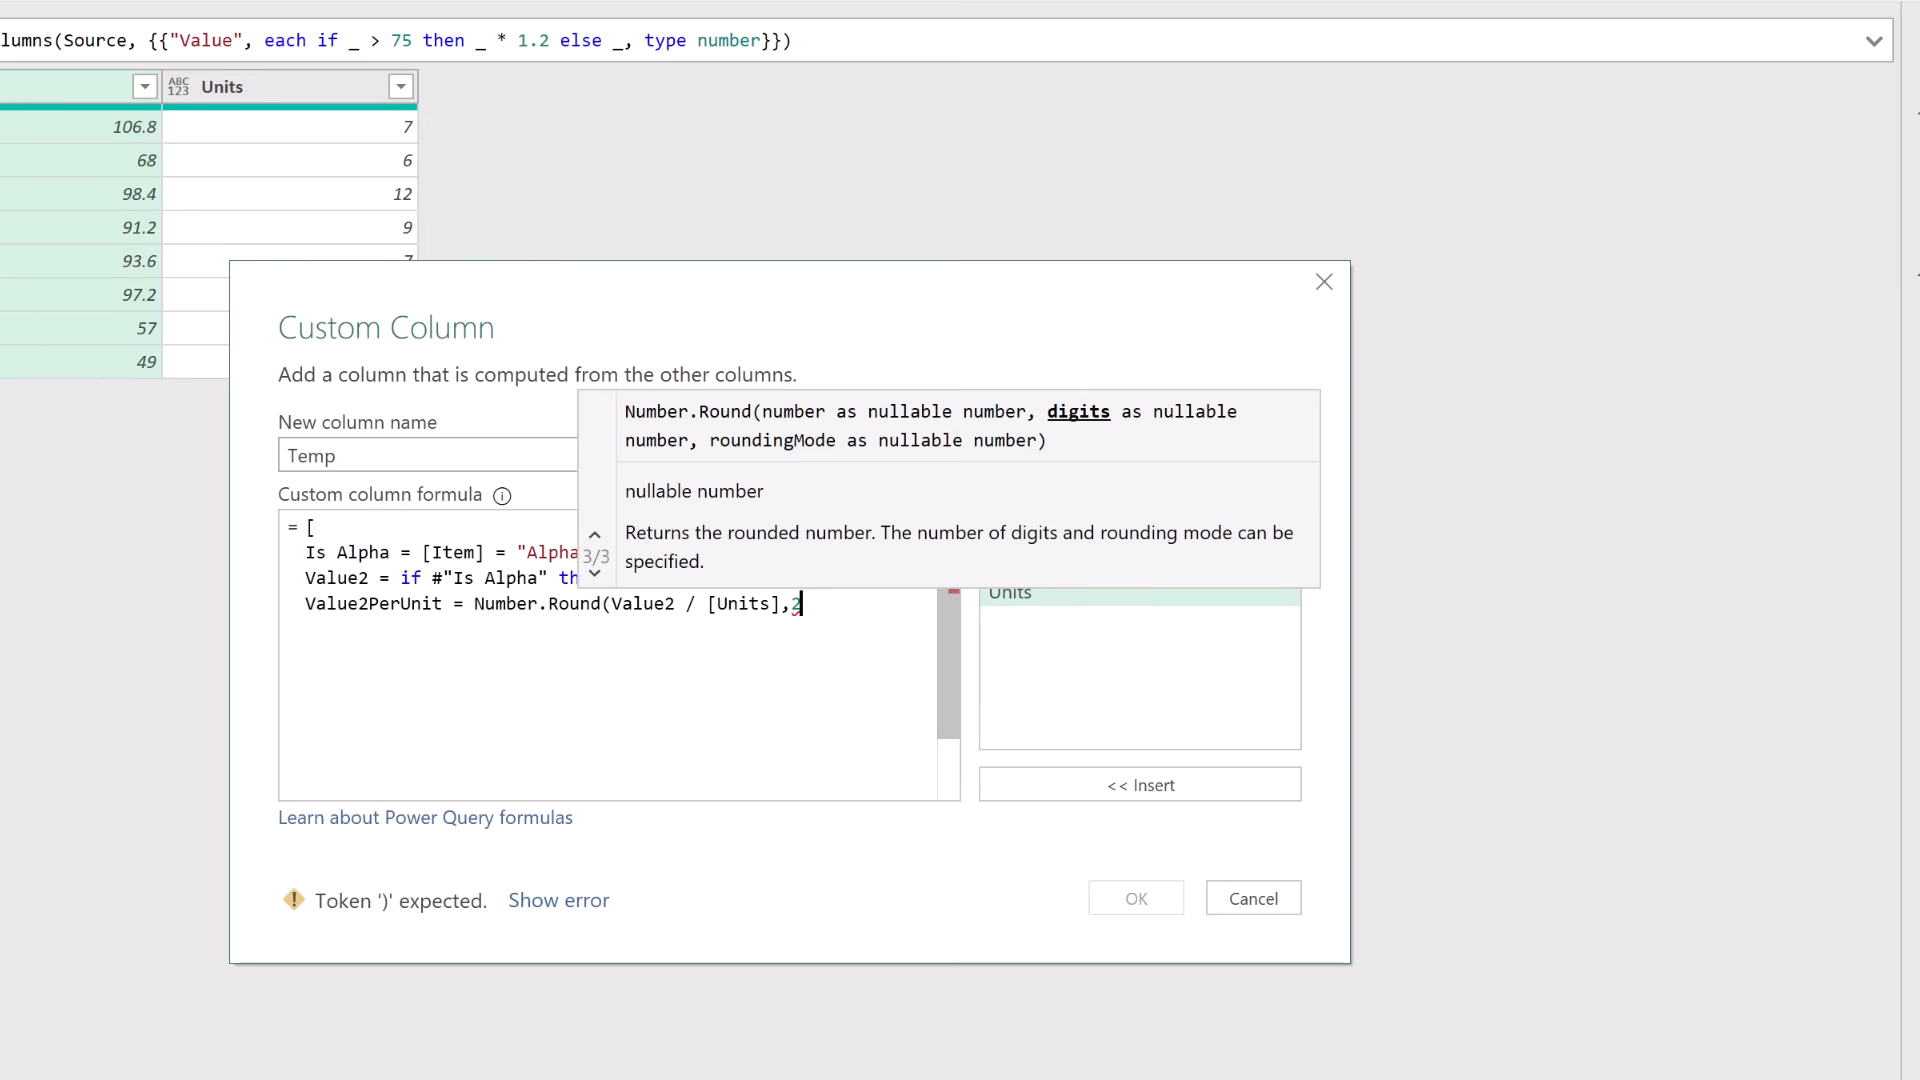 lumns(Source, {{"Value", each if _ > 75 then _ * 1.2 else _, type number}})
ABC 123 Units
106.8 7
68 6
98.4 12
91.2 9
93.6 7
97.2
57
49
Custom Column
Add a column that is computed from the other columns.
New column name
Temp
Number.Round(number as nullable number, digits as nullable
number, roundingMode as nullable number)
nullable number
Returns the rounded number. The number of digits and rounding mode can be
specified.
3/3
Custom column formula
= [
Is Alpha = [Item] = "Alpha
Value2 = if #"Is Alpha" th
Value2PerUnit = Number.Round(Value2 / [Units],2
Units
<< Insert
Learn about Power Query formulas
Token ')' expected. Show error
OK
Cancel